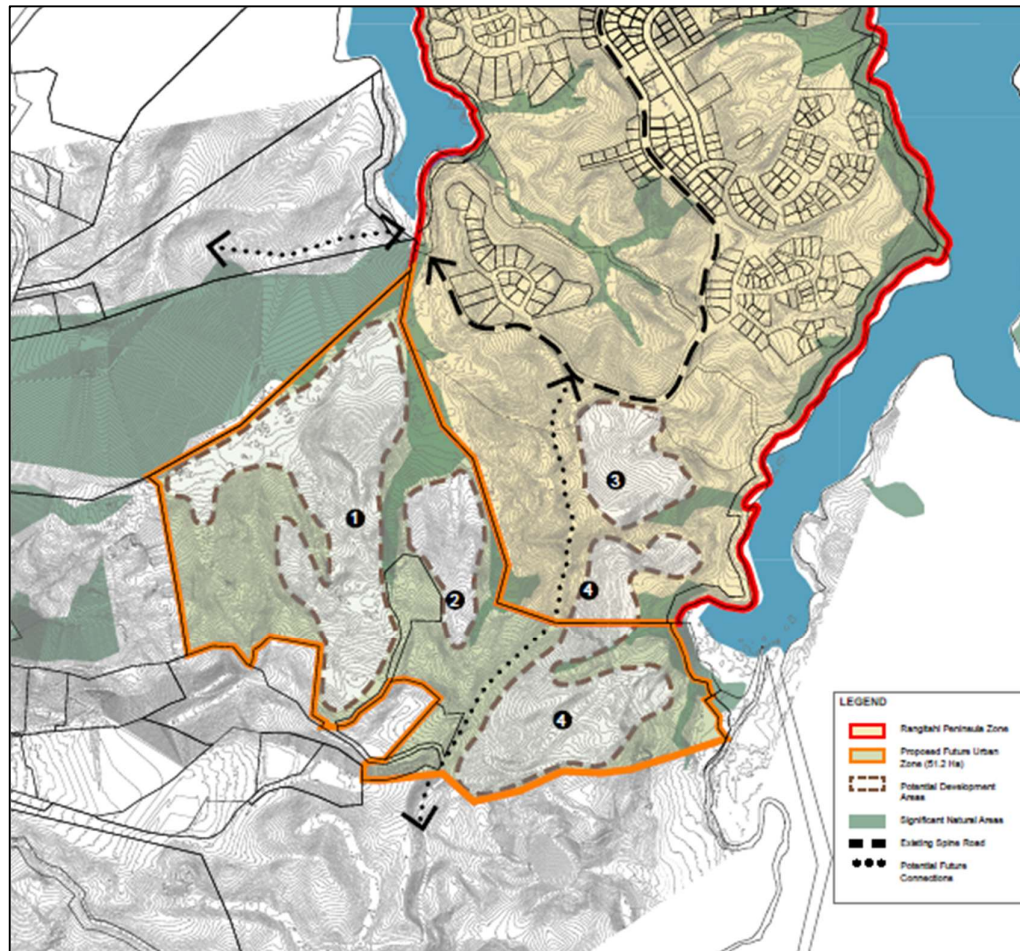 3
1
4
2
4
LEGEND
Rangitahi Peninsula Zone
Proposed Future Urban
Zone (51.2 Ha)
Potential Development
Areas
Significant Natural Areas
Existing Spine Road
Potential Future
Connections